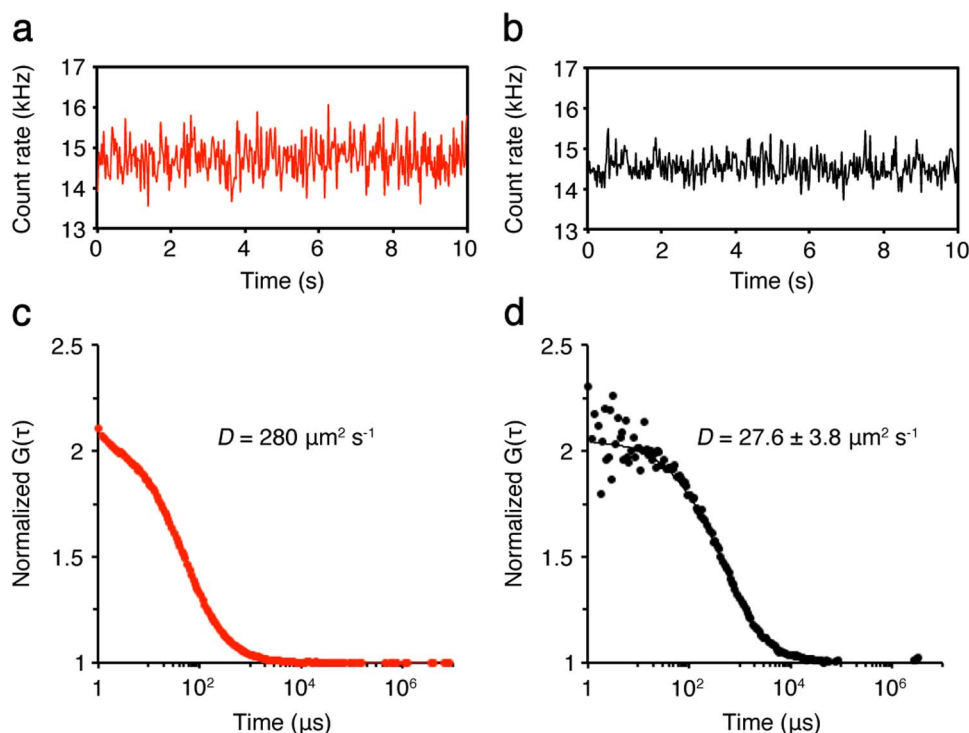 a
17
16
15
14
13
Count rate (kHz)
0 2 4 6 8 10
Time (s)
b
17
16
15
14
13
Count rate (kHz)
0 2 4 6 8 10
Time (s)
c
2.5
2
1.5
1
Normalized G(τ)
D = 280 µm² s⁻¹
1 10² 10⁴ 10⁶
Time (µs)
d
2.5
2
1.5
1
Normalized G(τ)
D = 27.6 ± 3.8 µm² s⁻¹
1 10² 10⁴ 10⁶
Time (µs)